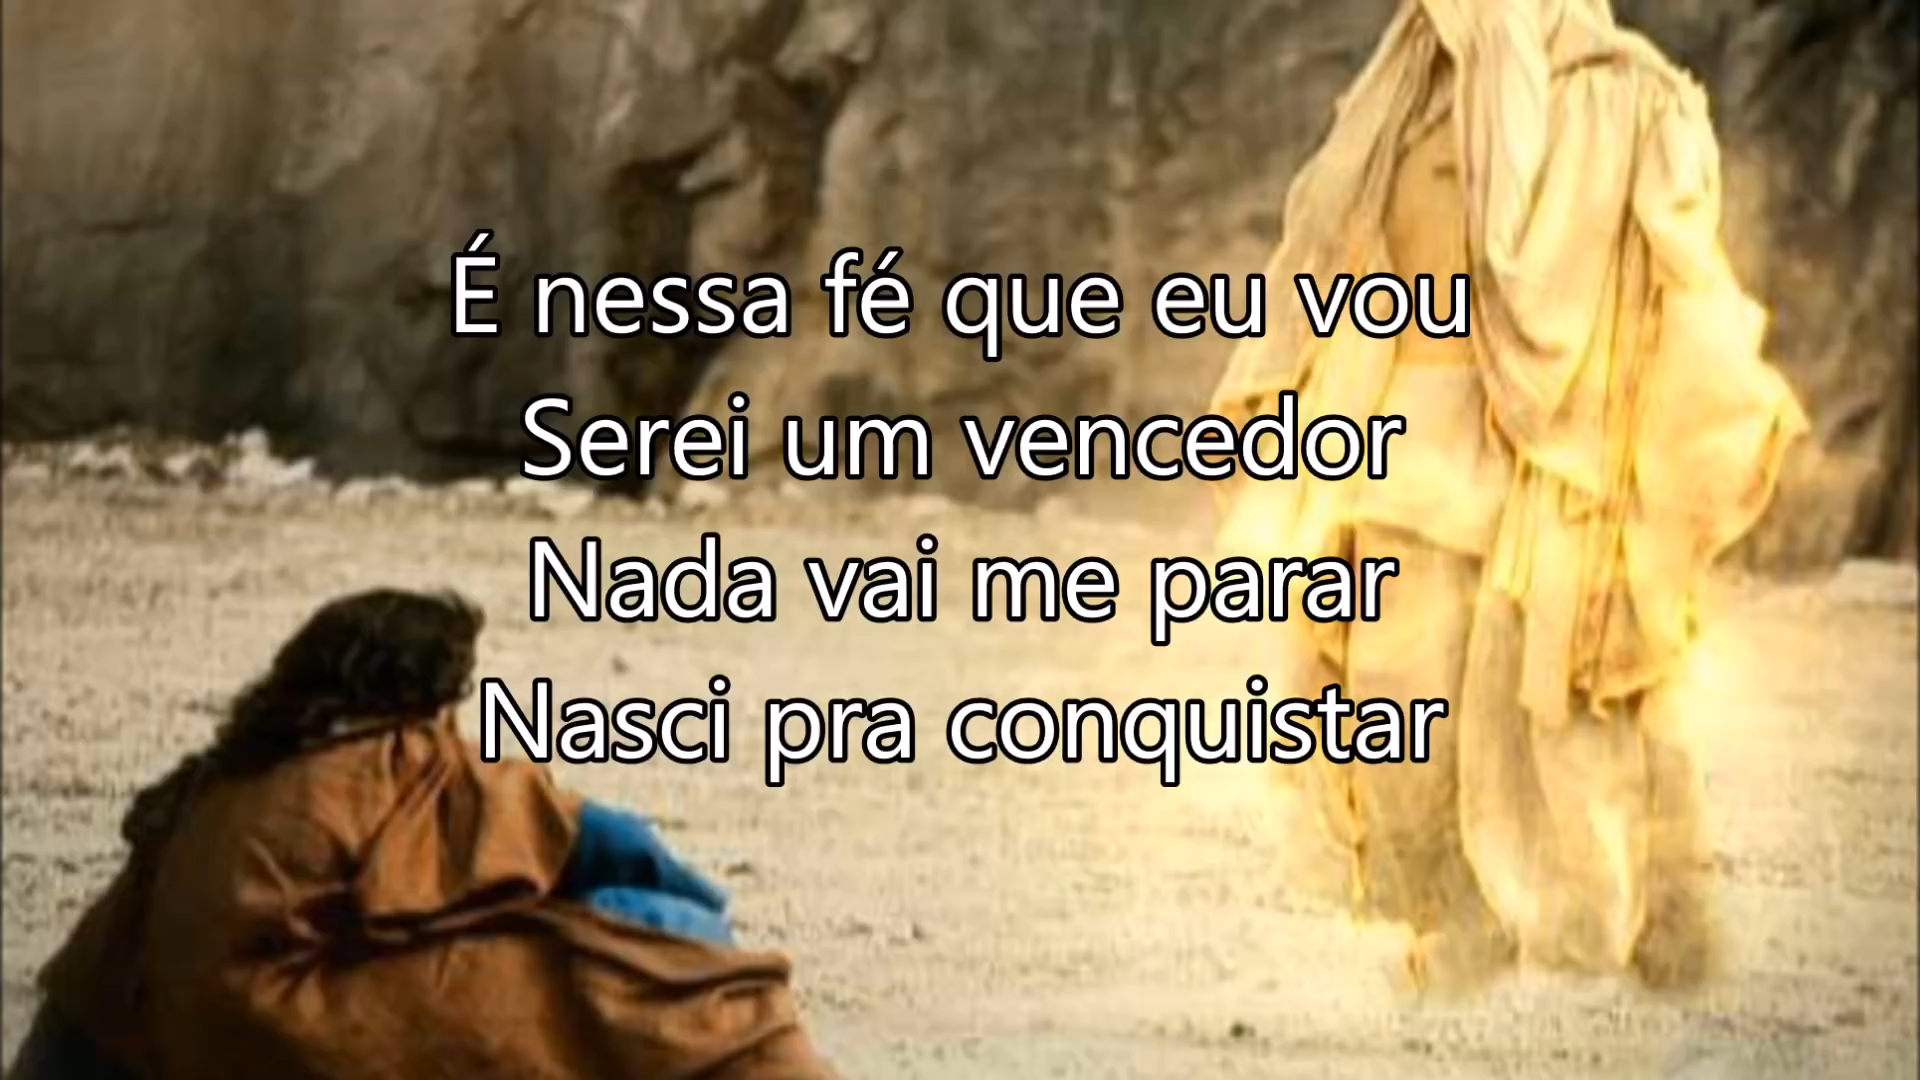 É nessa fé que eu vou
Serei um vencedor
Nada vai me parar
Nasci pra conquistar